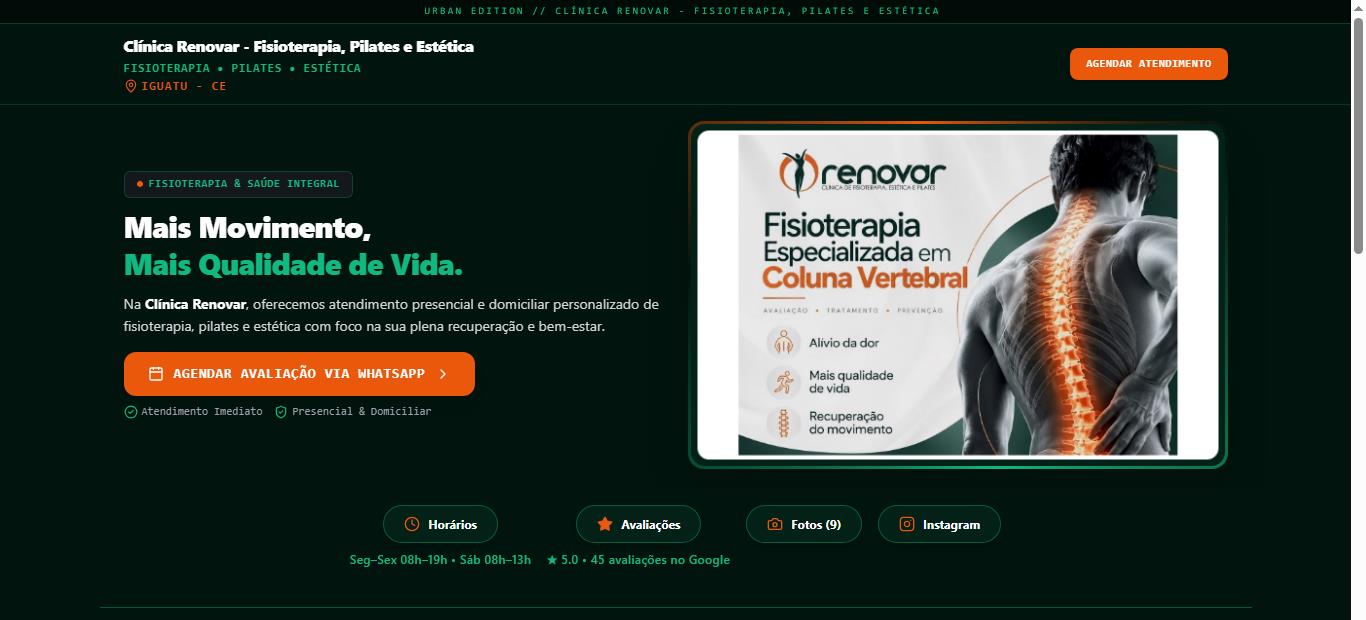 URBAN EDITION // CLÍNICA RENOVAR - FISIOTERAPIA, PILATES E ESTÉTICA
Clínica Renovar - Fisioterapia, Pilates e Estética
FISIOTERAPIA • PILATES • ESTÉTICA
IGUATU - CE
AGENDAR ATENDIMENTO
FISIOTERAPIA & SAÚDE INTEGRAL
Mais Movimento,
Mais Qualidade de Vida.
Na Clínica Renovar, oferecemos atendimento presencial e domiciliar personalizado de
fisioterapia, pilates e estética com foco na sua plena recuperação e bem-estar.
AGENDAR AVALIAÇÃO VIA WHATSAPP
Atendimento Imediato Presencial & Domiciliar
renovar
CLÍNICA DE FISIOTERAPIA, ESTÉTICA E PILATES
Fisioterapia
Especializada em
Coluna Vertebral
AVALIAÇÃO • TRATAMENTO • PREVENÇÃO
Alívio da dor
Mais qualidade
de vida
Recuperação
do movimento
Horários Avaliações Fotos (9) Instagram
Seg–Sex 08h–19h • Sáb 08h–13h ★ 5.0 • 45 avaliações no Google